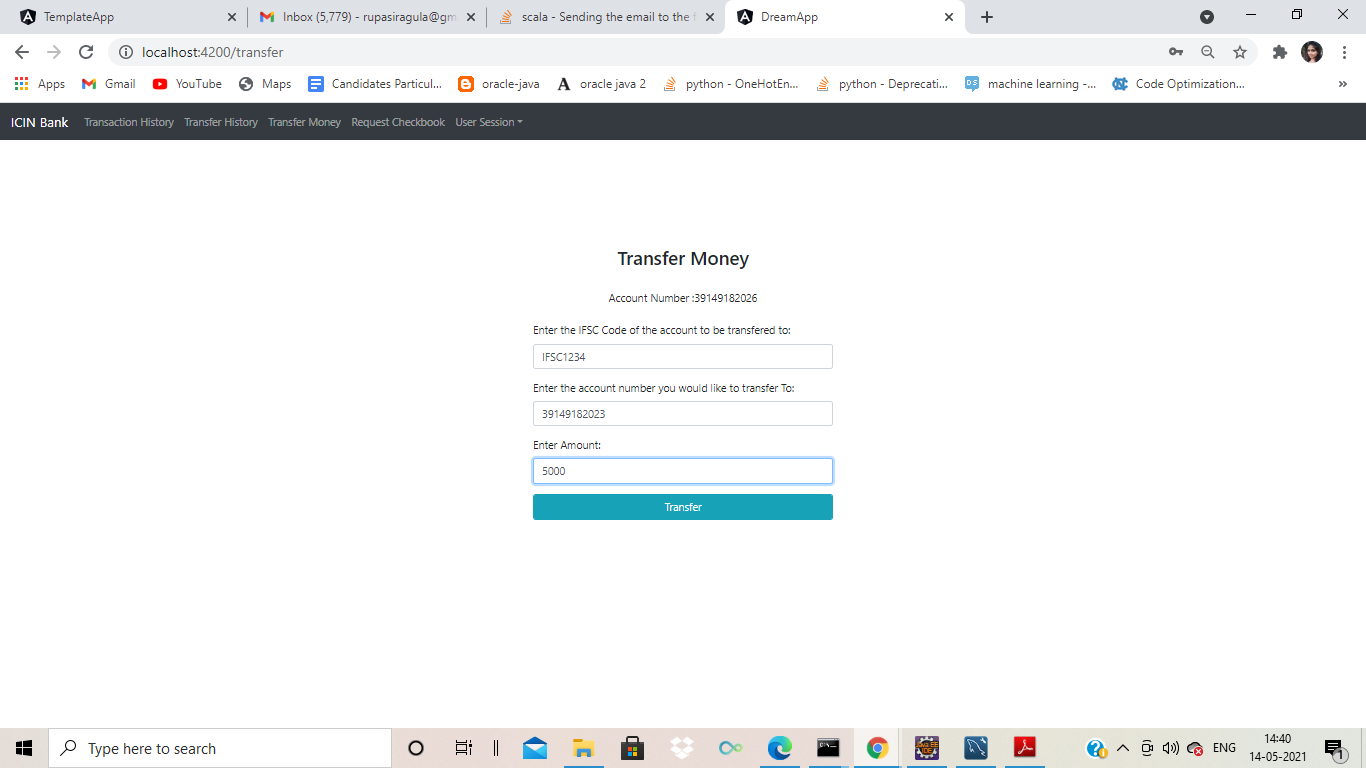 TemplateApp
Inbox (5,779) - rupasiragula@gm
scala - Sending the email to the f
DreamApp
localhost:4200/transfer
Apps
Gmail
YouTube
Maps
Candidates Particul...
oracle-java
A
oracle java 2
python - OneHotEn...
python - Deprecati...
machine learning -...
Code Optimization...
»
ICIN Bank
Transaction History
Transfer History
Transfer Money
Request Checkbook
User Session
Transfer Money
Account Number :39149182026
Enter the IFSC Code of the account to be transfered to:
IFSC1234
Enter the account number you would like to transfer To:
39149182023
Enter Amount:
5000
Transfer
Type here to search
ENG
14:40
14-05-2021
1